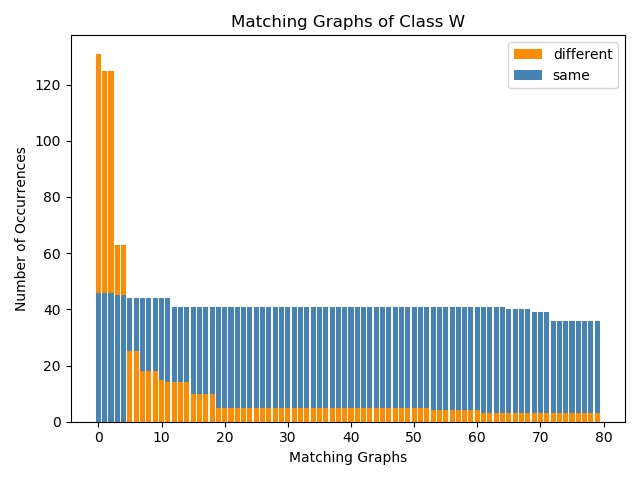 Matching Graphs of Class W
different
same
Number of Occurrences
120
100
80
60
40
20
0
0 10 20 30 40 50 60 70 80
Matching Graphs